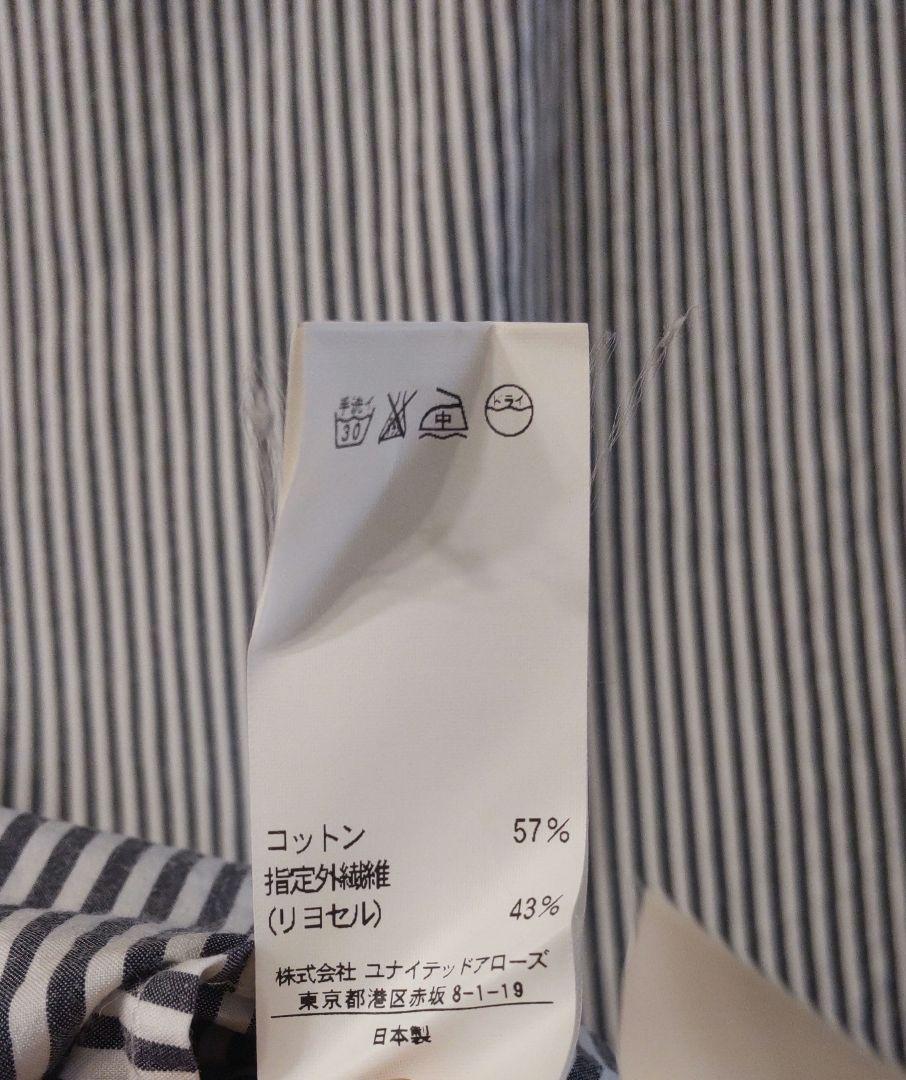 手洗イ ドライ
30 中
コットン 57%
指定外繊維
(リヨセル) 43%
株式会社 ユナイテッドアローズ
東京都港区赤坂 8-1-19
日本製